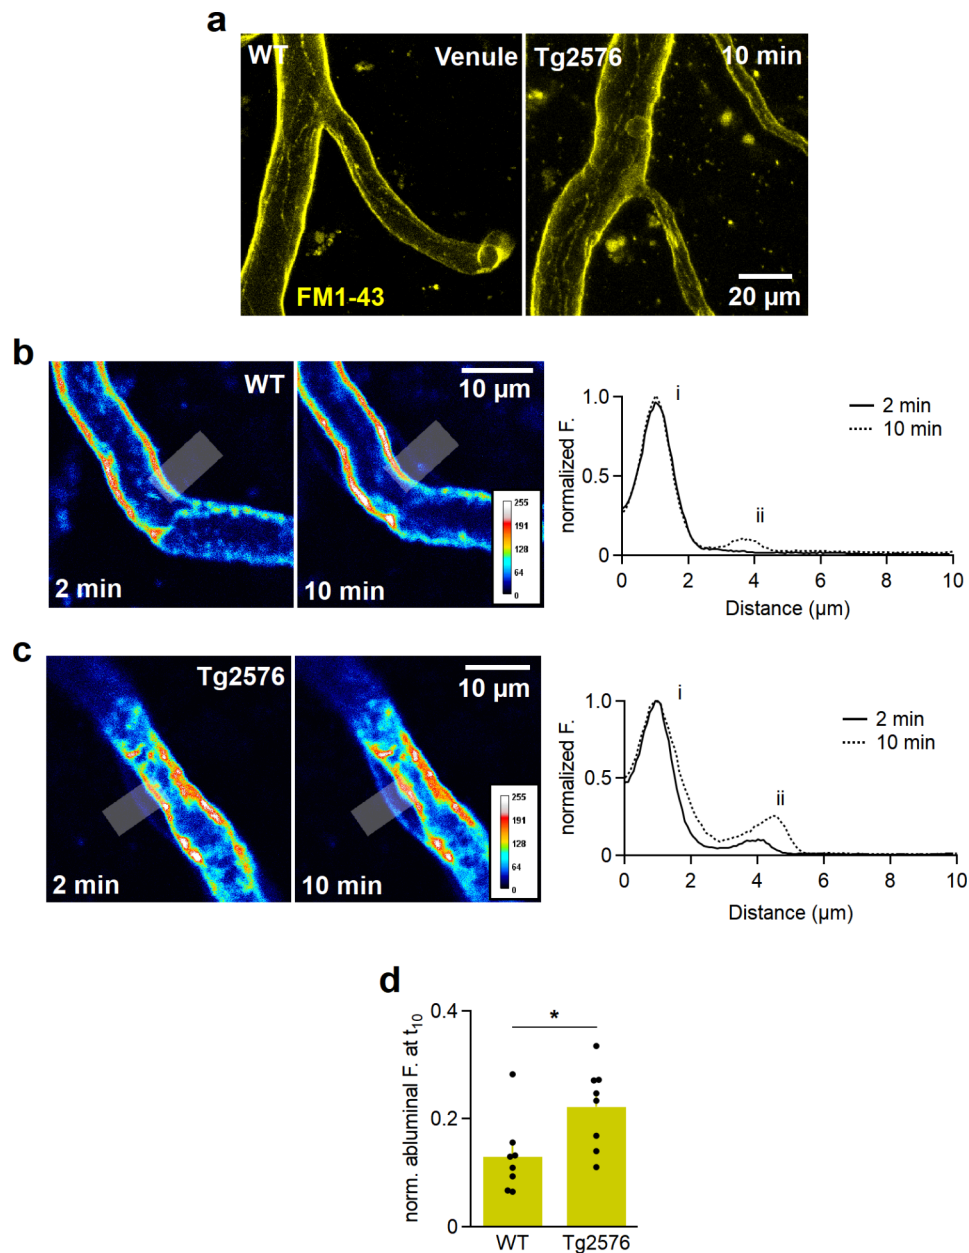 a
WT
Venule
Tg2576
10 min
FM1-43
20 µm
b
WT
10 µm
2 min
10 min
255
191
128
64
0
normalized F.
1.0
0.5
0
i
ii
2 min
10 min
0 2 4 6 8 10
Distance (µm)
c
Tg2576
10 µm
2 min
10 min
255
191
128
64
0
normalized F.
1.0
0.5
0
i
ii
2 min
10 min
0 2 4 6 8 10
Distance (µm)
d
norm. abluminal F. at t10
0.4
0.2
0
*
WT Tg2576